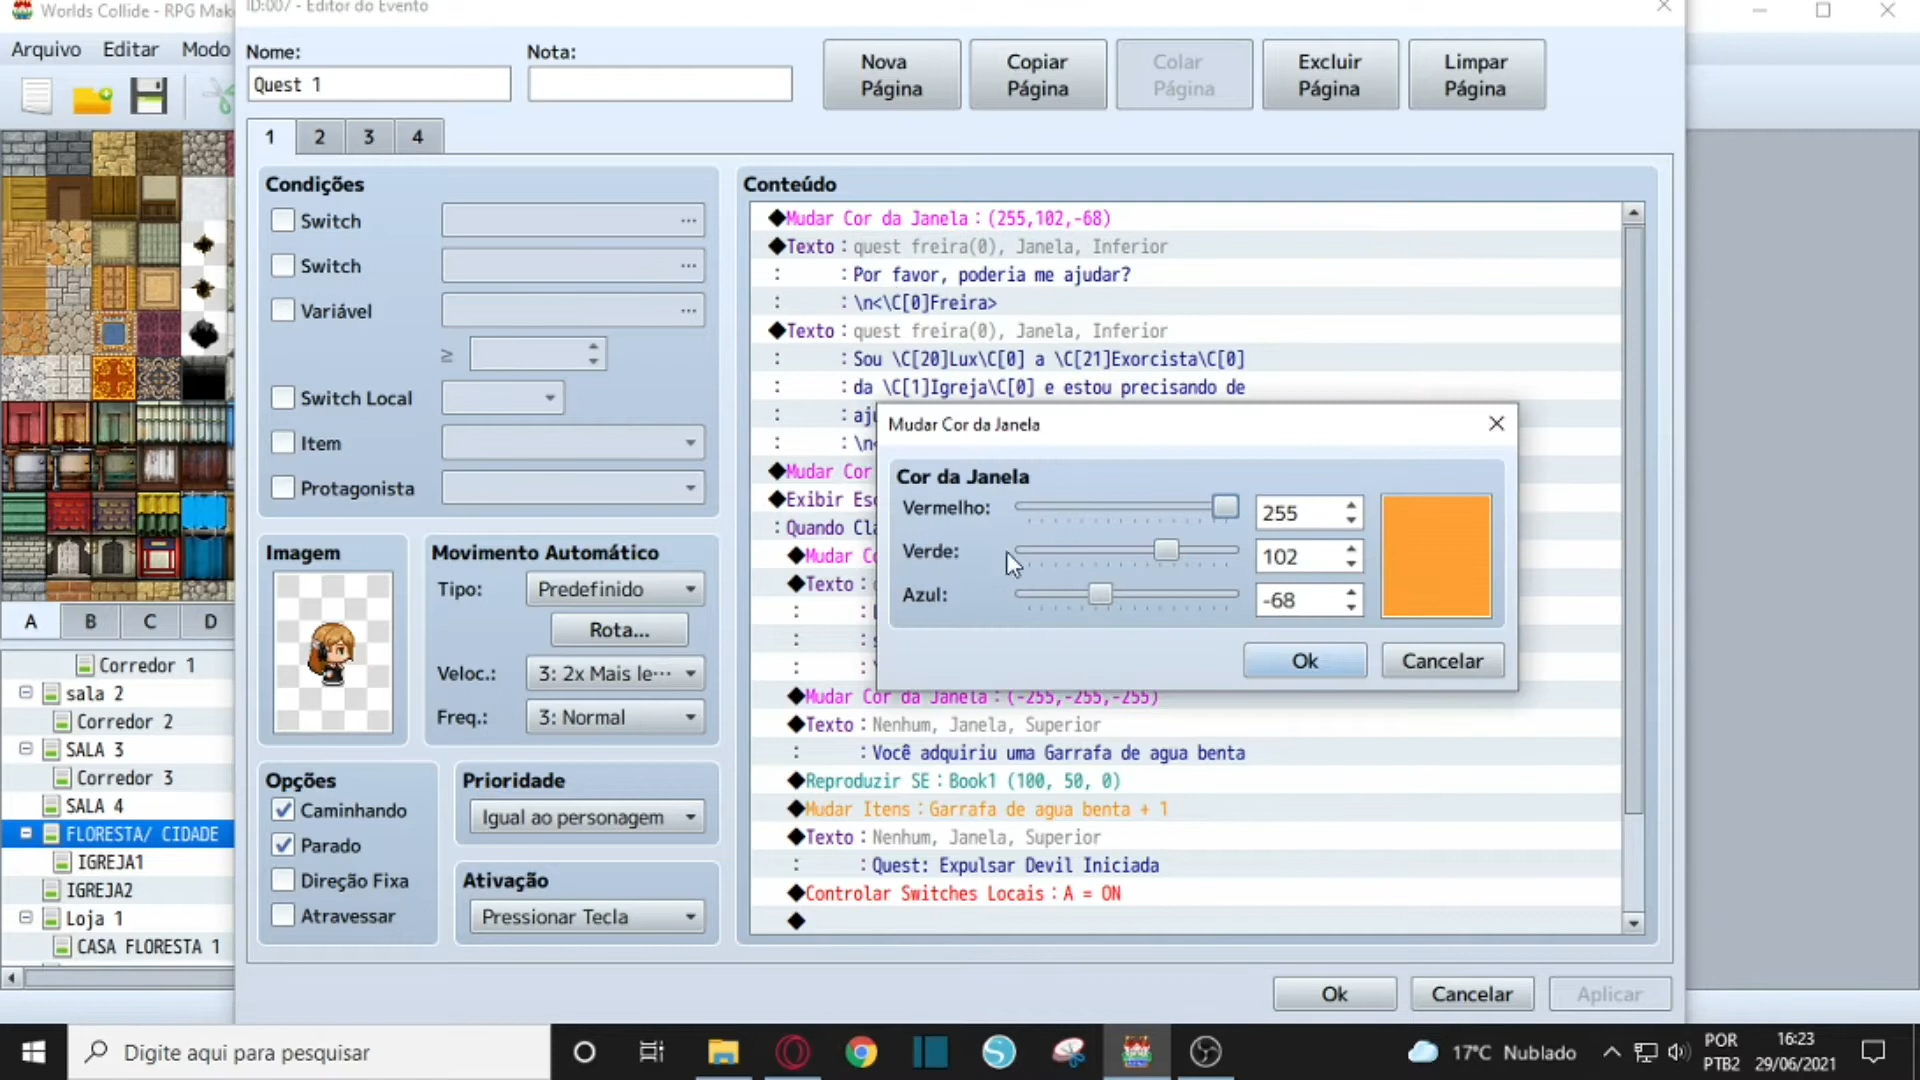 Worlds Collide - RPG Mak
ID:007 - Editor do Evento
Arquivo Editar Modo
Nome:
Nota:
Quest 1
Nova Página
Copiar Página
Colar Página
Excluir Página
Limpar Página
1 2 3 4
Condições
Switch
Switch
Variável
≥
Switch Local
Item
Protagonista
Imagem
Movimento Automático
Tipo: Predefinido
Rota...
Veloc.: 3: 2x Mais le···
Freq.: 3: Normal
Opções
Caminhando
Parado
Direção Fixa
Atravessar
Prioridade
Igual ao personagem
Ativação
Pressionar Tecla
Conteúdo
◆Mudar Cor da Janela : (255,102,-68)
◆Texto : quest freira(0), Janela, Inferior
: : Por favor, poderia me ajudar?
: : \n<\C[0]Freira>
◆Texto : quest freira(0), Janela, Inferior
: : Sou \C[20]Lux\C[0] a \C[21]Exorcista\C[0]
: : da \C[1]Igreja\C[0] e estou precisando de
: : aju
: : \n<
◆Mudar Cor
◆Exibir Esc
: Quando Cla
◆Mudar Co
◆Texto :
◆Mudar Cor da Janela : (-255,-255,-255)
◆Texto : Nenhum, Janela, Superior
: : Você adquiriu uma Garrafa de agua benta
◆Reproduzir SE : Book1 (100, 50, 0)
◆Mudar Itens : Garrafa de agua benta + 1
◆Texto : Nenhum, Janela, Superior
: : Quest: Expulsar Devil Iniciada
◆Controlar Switches Locais : A = ON
◆
Mudar Cor da Janela
Cor da Janela
Vermelho: 255
Verde: 102
Azul: -68
Ok Cancelar
Ok Cancelar Aplicar
A B C D
Corredor 1
sala 2
Corredor 2
SALA 3
Corredor 3
SALA 4
FLORESTA/ CIDADE
IGREJA1
IGREJA2
Loja 1
CASA FLORESTA 1
Digite aqui para pesquisar
17°C Nublado
POR
PTB2
16:23
29/06/2021